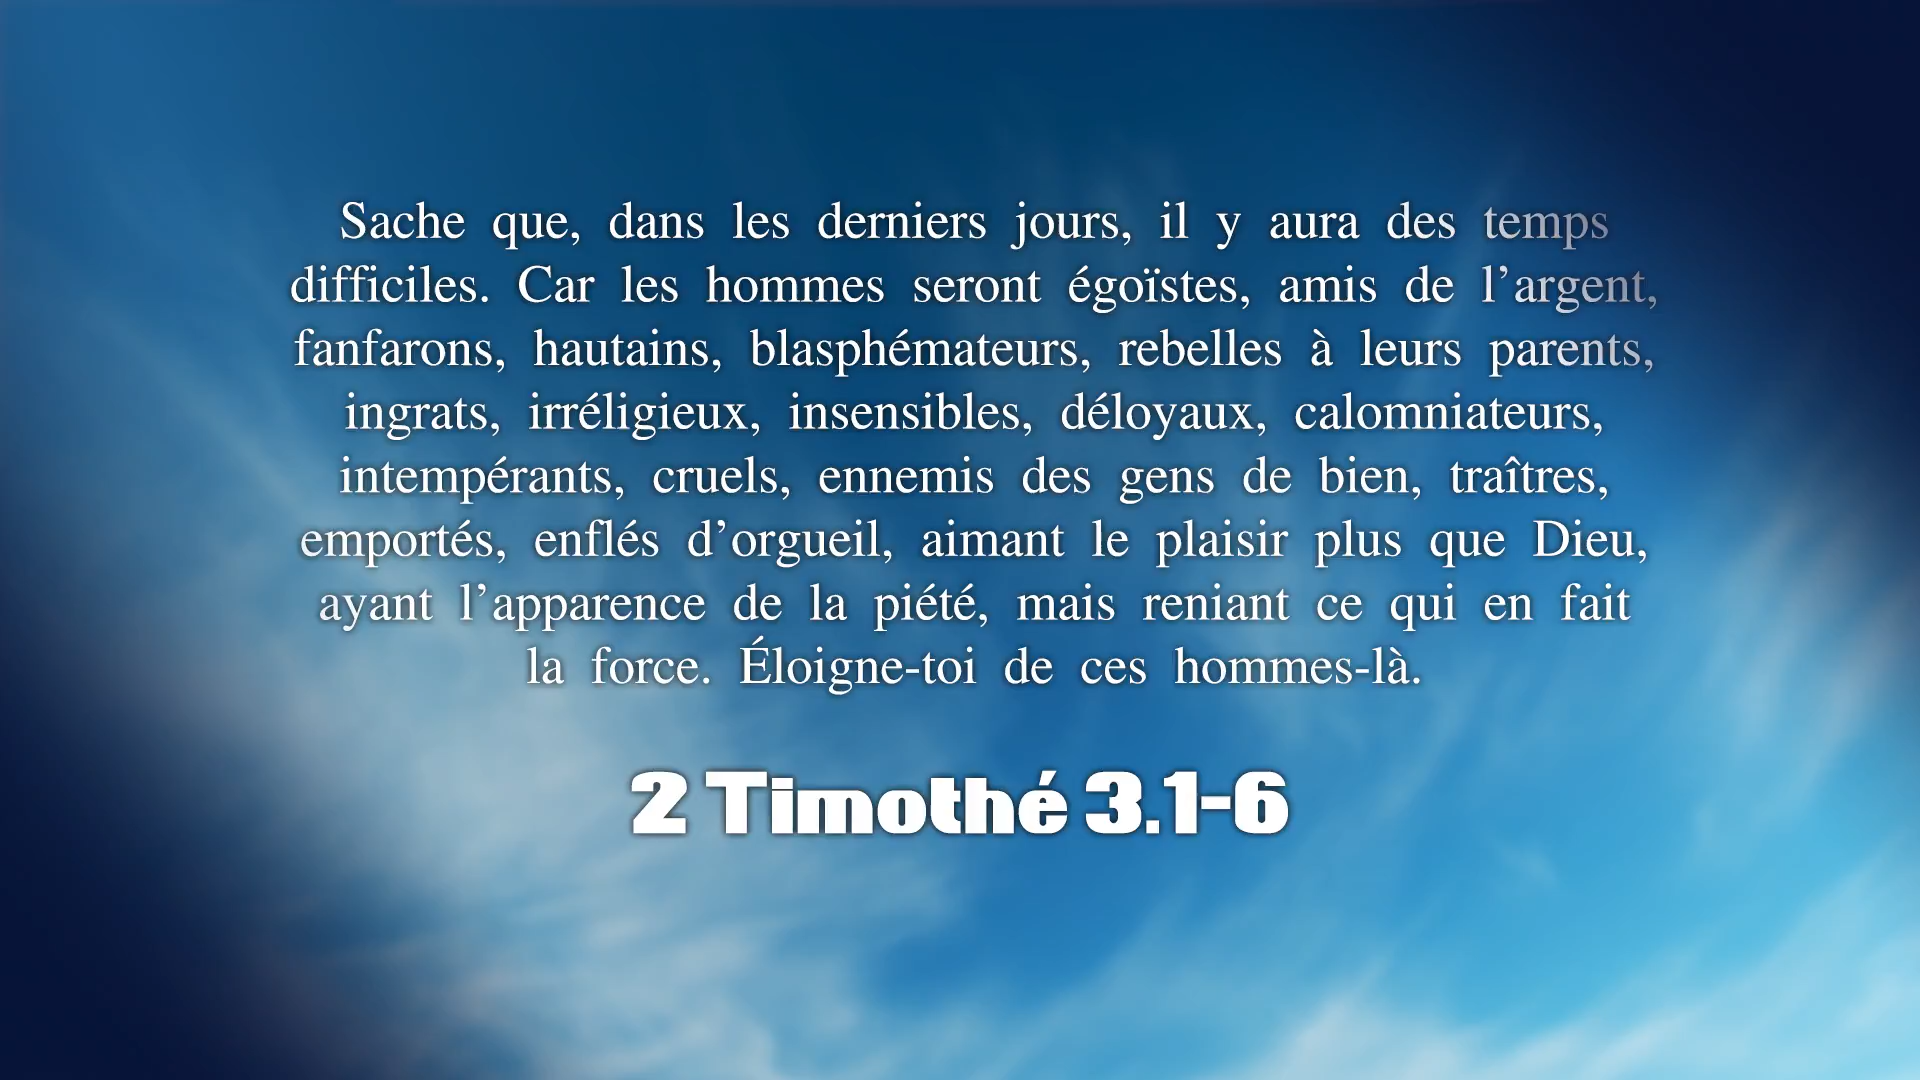 Sache que, dans les derniers jours, il y aura des temps
difficiles. Car les hommes seront égoïstes, amis de l’argent,
fanfarons, hautains, blasphémateurs, rebelles à leurs parents,
ingrats, irréligieux, insensibles, déloyaux, calomniateurs,
intempérants, cruels, ennemis des gens de bien, traîtres,
emportés, enflés d’orgueil, aimant le plaisir plus que Dieu,
ayant l’apparence de la piété, mais reniant ce qui en fait
la force. Éloigne-toi de ces hommes-là.
2 Timothé 3.1-6